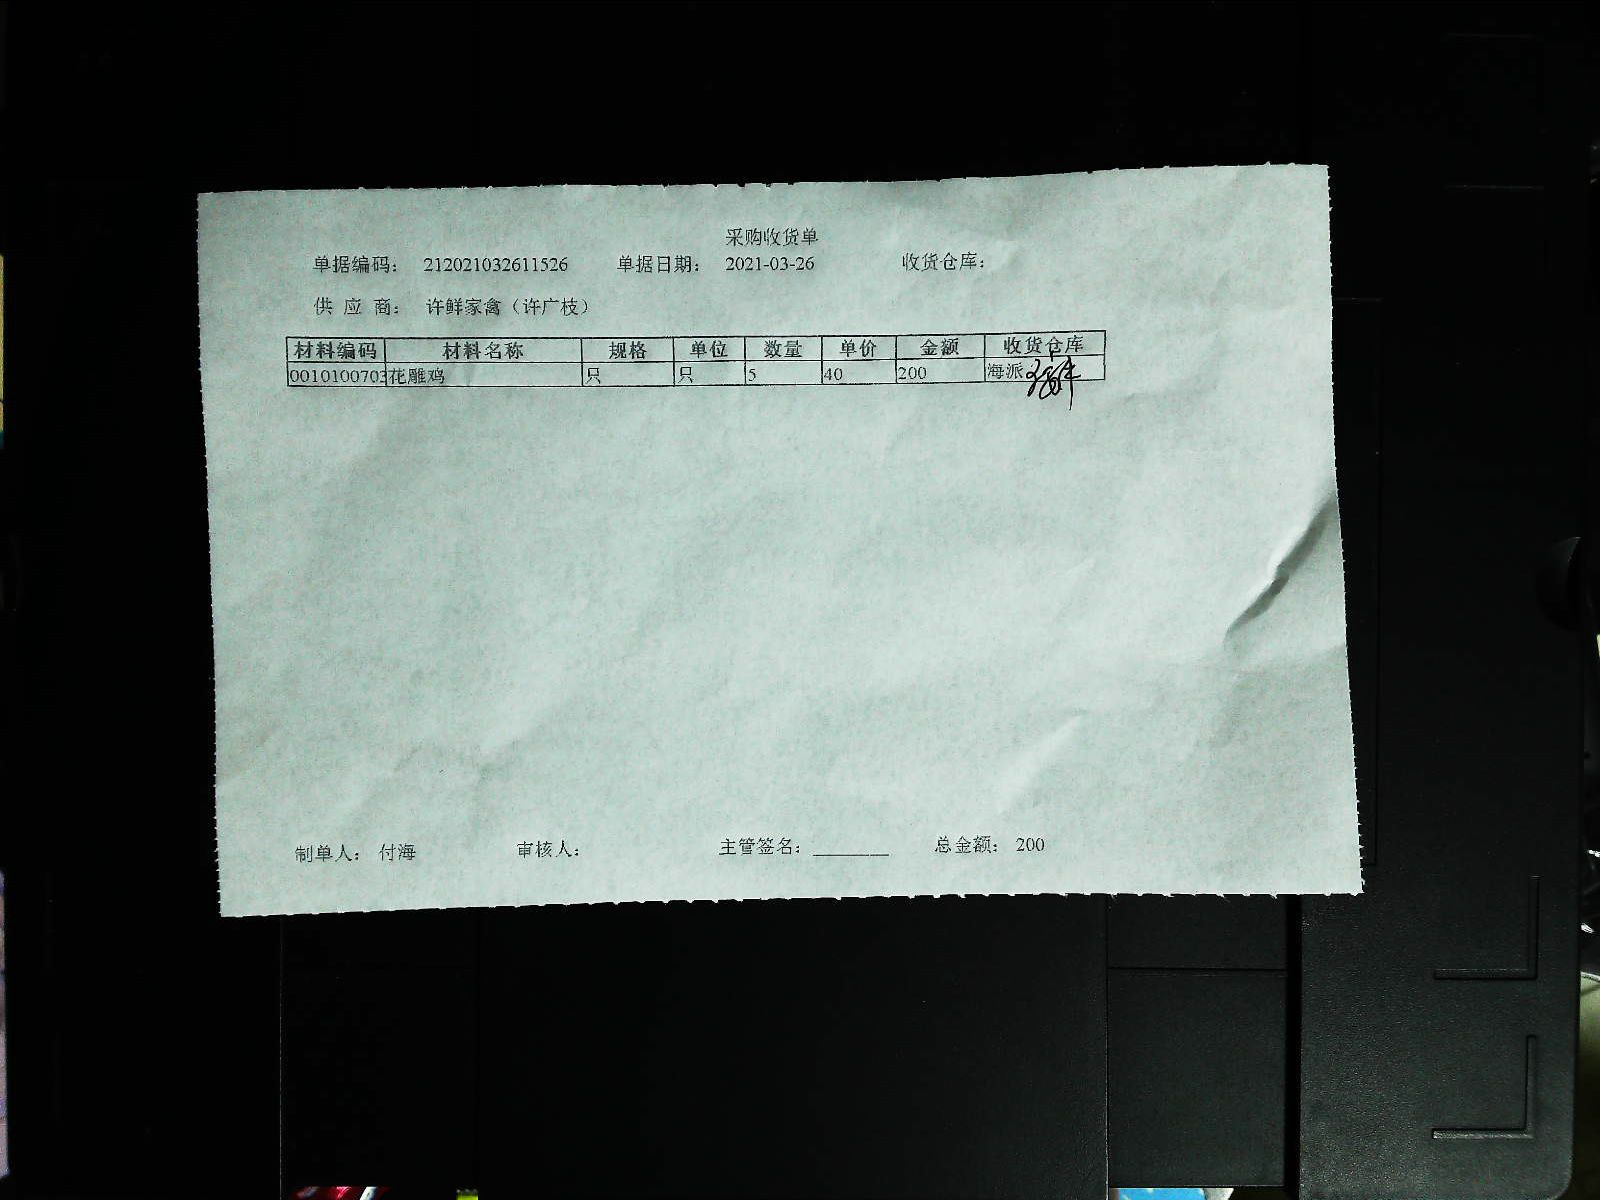 采购收货单
单据编码： 212021032611526 单据日期： 2021-03-26 收货仓库：
供 应 商： 许鲜家禽（许广枝）
材料编码 材料名称 规格 单位 数量 单价 金额 收货仓库
0010100703 花雕鸡 只 只 5 40 200 海派
制单人： 付海 审核人： 主管签名：________ 总金额： 200